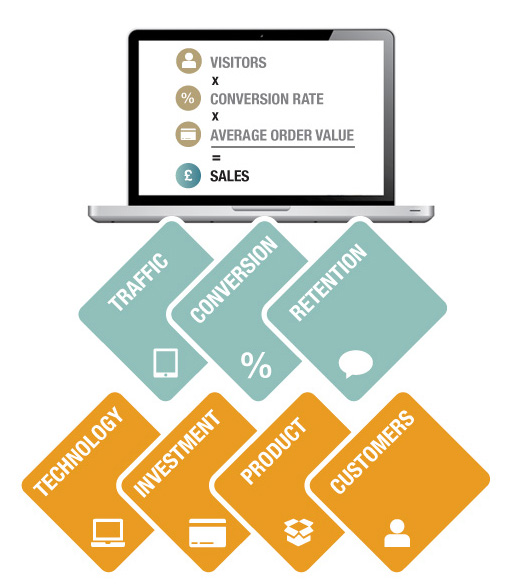 VISITORS
x
% CONVERSION RATE
x
AVERAGE ORDER VALUE
=
£ SALES
TRAFFIC
CONVERSION
RETENTION
%
TECHNOLOGY
INVESTMENT
PRODUCT
CUSTOMERS